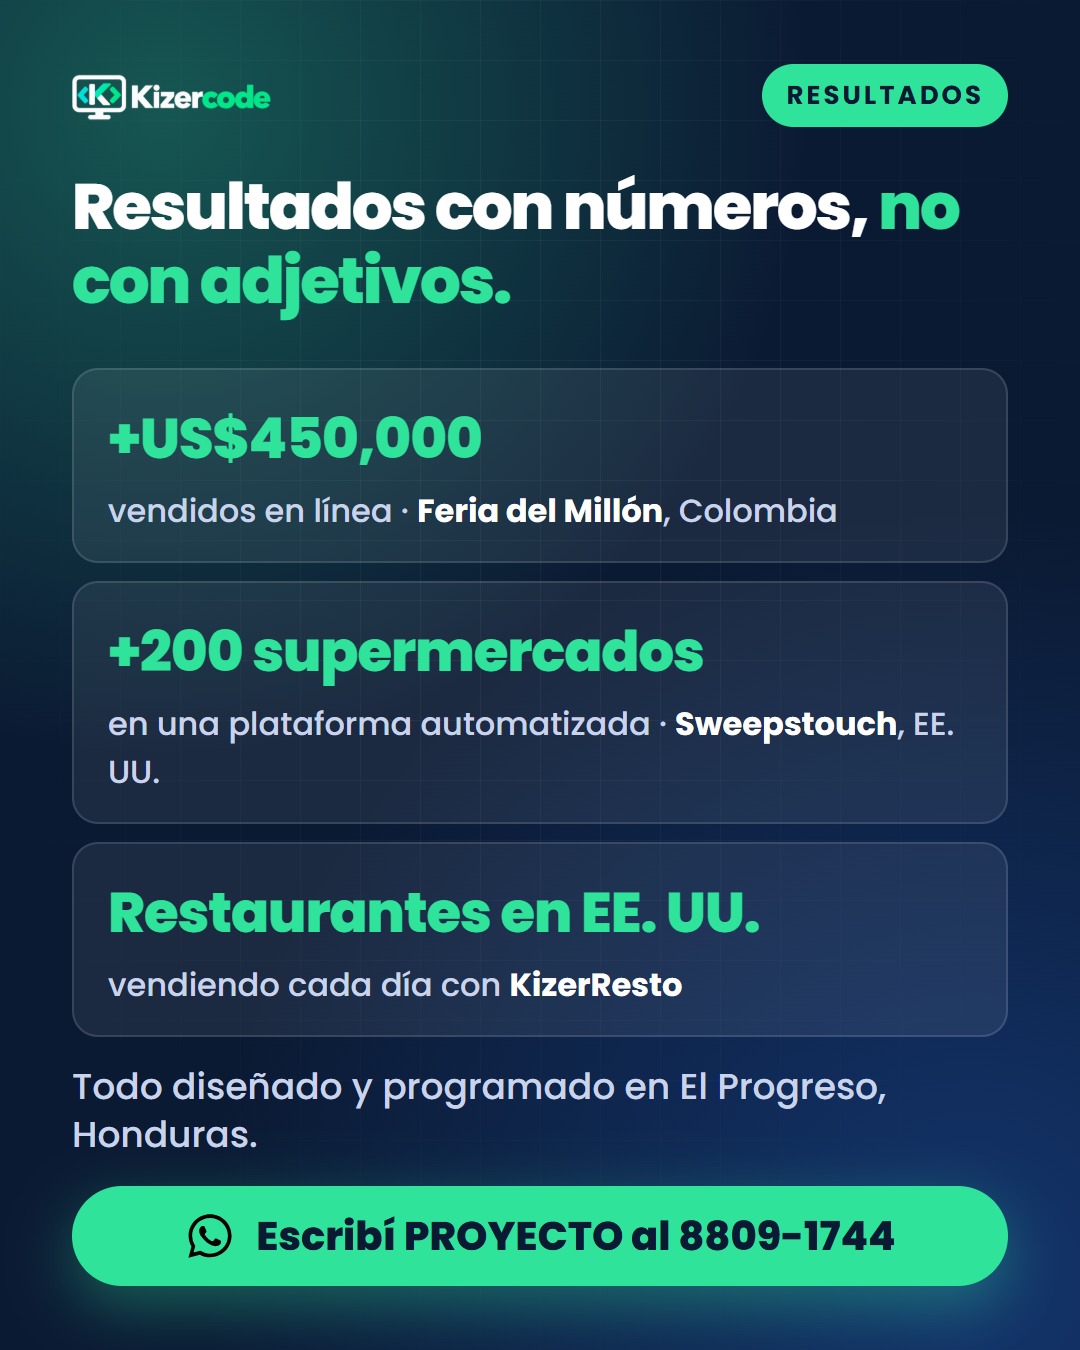 <K> Kizercode
RESULTADOS
Resultados con números, no
con adjetivos.
+US$450,000
vendidos en línea · Feria del Millón, Colombia
+200 supermercados
en una plataforma automatizada · Sweepstouch, EE.
UU.
Restaurantes en EE. UU.
vendiendo cada día con KizerResto
Todo diseñado y programado en El Progreso,
Honduras.
Escribí PROYECTO al 8809-1744